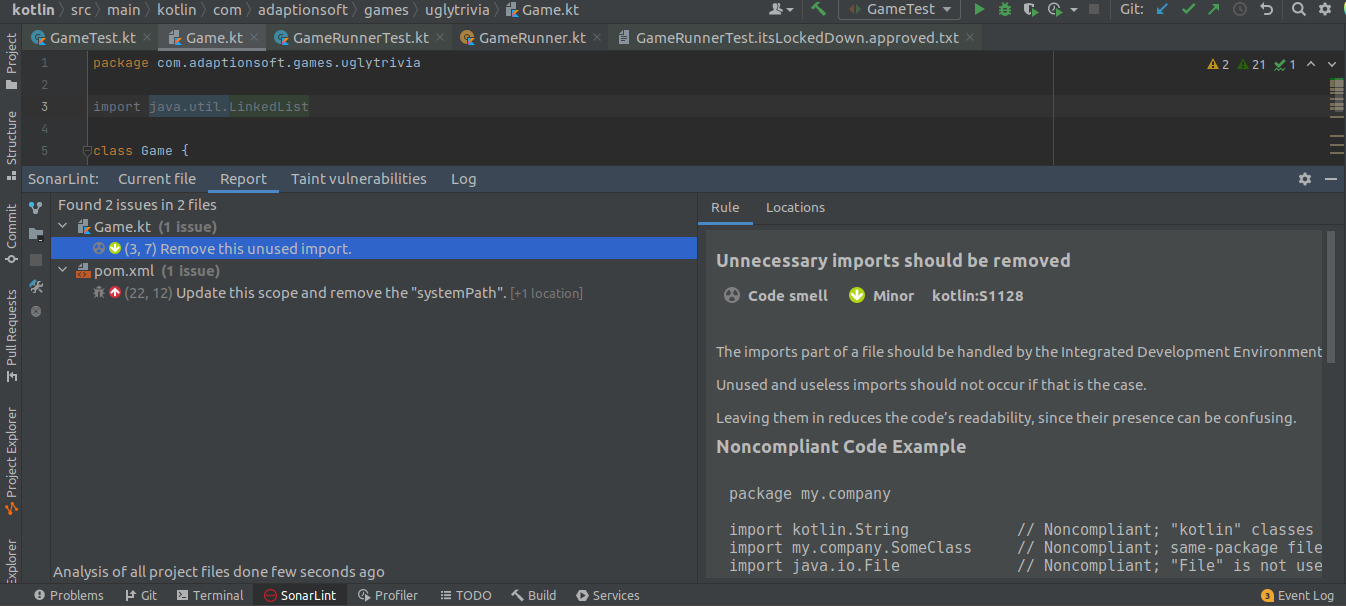 kotlin › src › main › kotlin › com › adaptionsoft › games › uglytrivia › Game.kt GameTest Git:
GameTest.kt × Game.kt × GameRunnerTest.kt × GameRunner.kt × GameRunnerTest.itsLockedDown.approved.txt ×
1 package com.adaptionsoft.games.uglytrivia
2 21 1
2
3 import java.util.LinkedList
4
5 class Game {
SonarLint: Current file Report Taint vulnerabilities Log
Found 2 issues in 2 files
Game.kt (1 issue)
(3, 7) Remove this unused import.
pom.xml (1 issue)
(22, 12) Update this scope and remove the "systemPath". [+1 location]
Analysis of all project files done few seconds ago
Rule Locations
Unnecessary imports should be removed
Code smell Minor kotlin:S1128
The imports part of a file should be handled by the Integrated Development Environment
Unused and useless imports should not occur if that is the case.
Leaving them in reduces the code’s readability, since their presence can be confusing.
Noncompliant Code Example
package my.company
import kotlin.String // Noncompliant; "kotlin" classes
import my.company.SomeClass // Noncompliant; same-package file
import java.io.File // Noncompliant; "File" is not use
Project
Structure
Commit
Pull Requests
Project Explorer
Explorer
Problems Git Terminal SonarLint Profiler TODO Build Services 3 Event Log